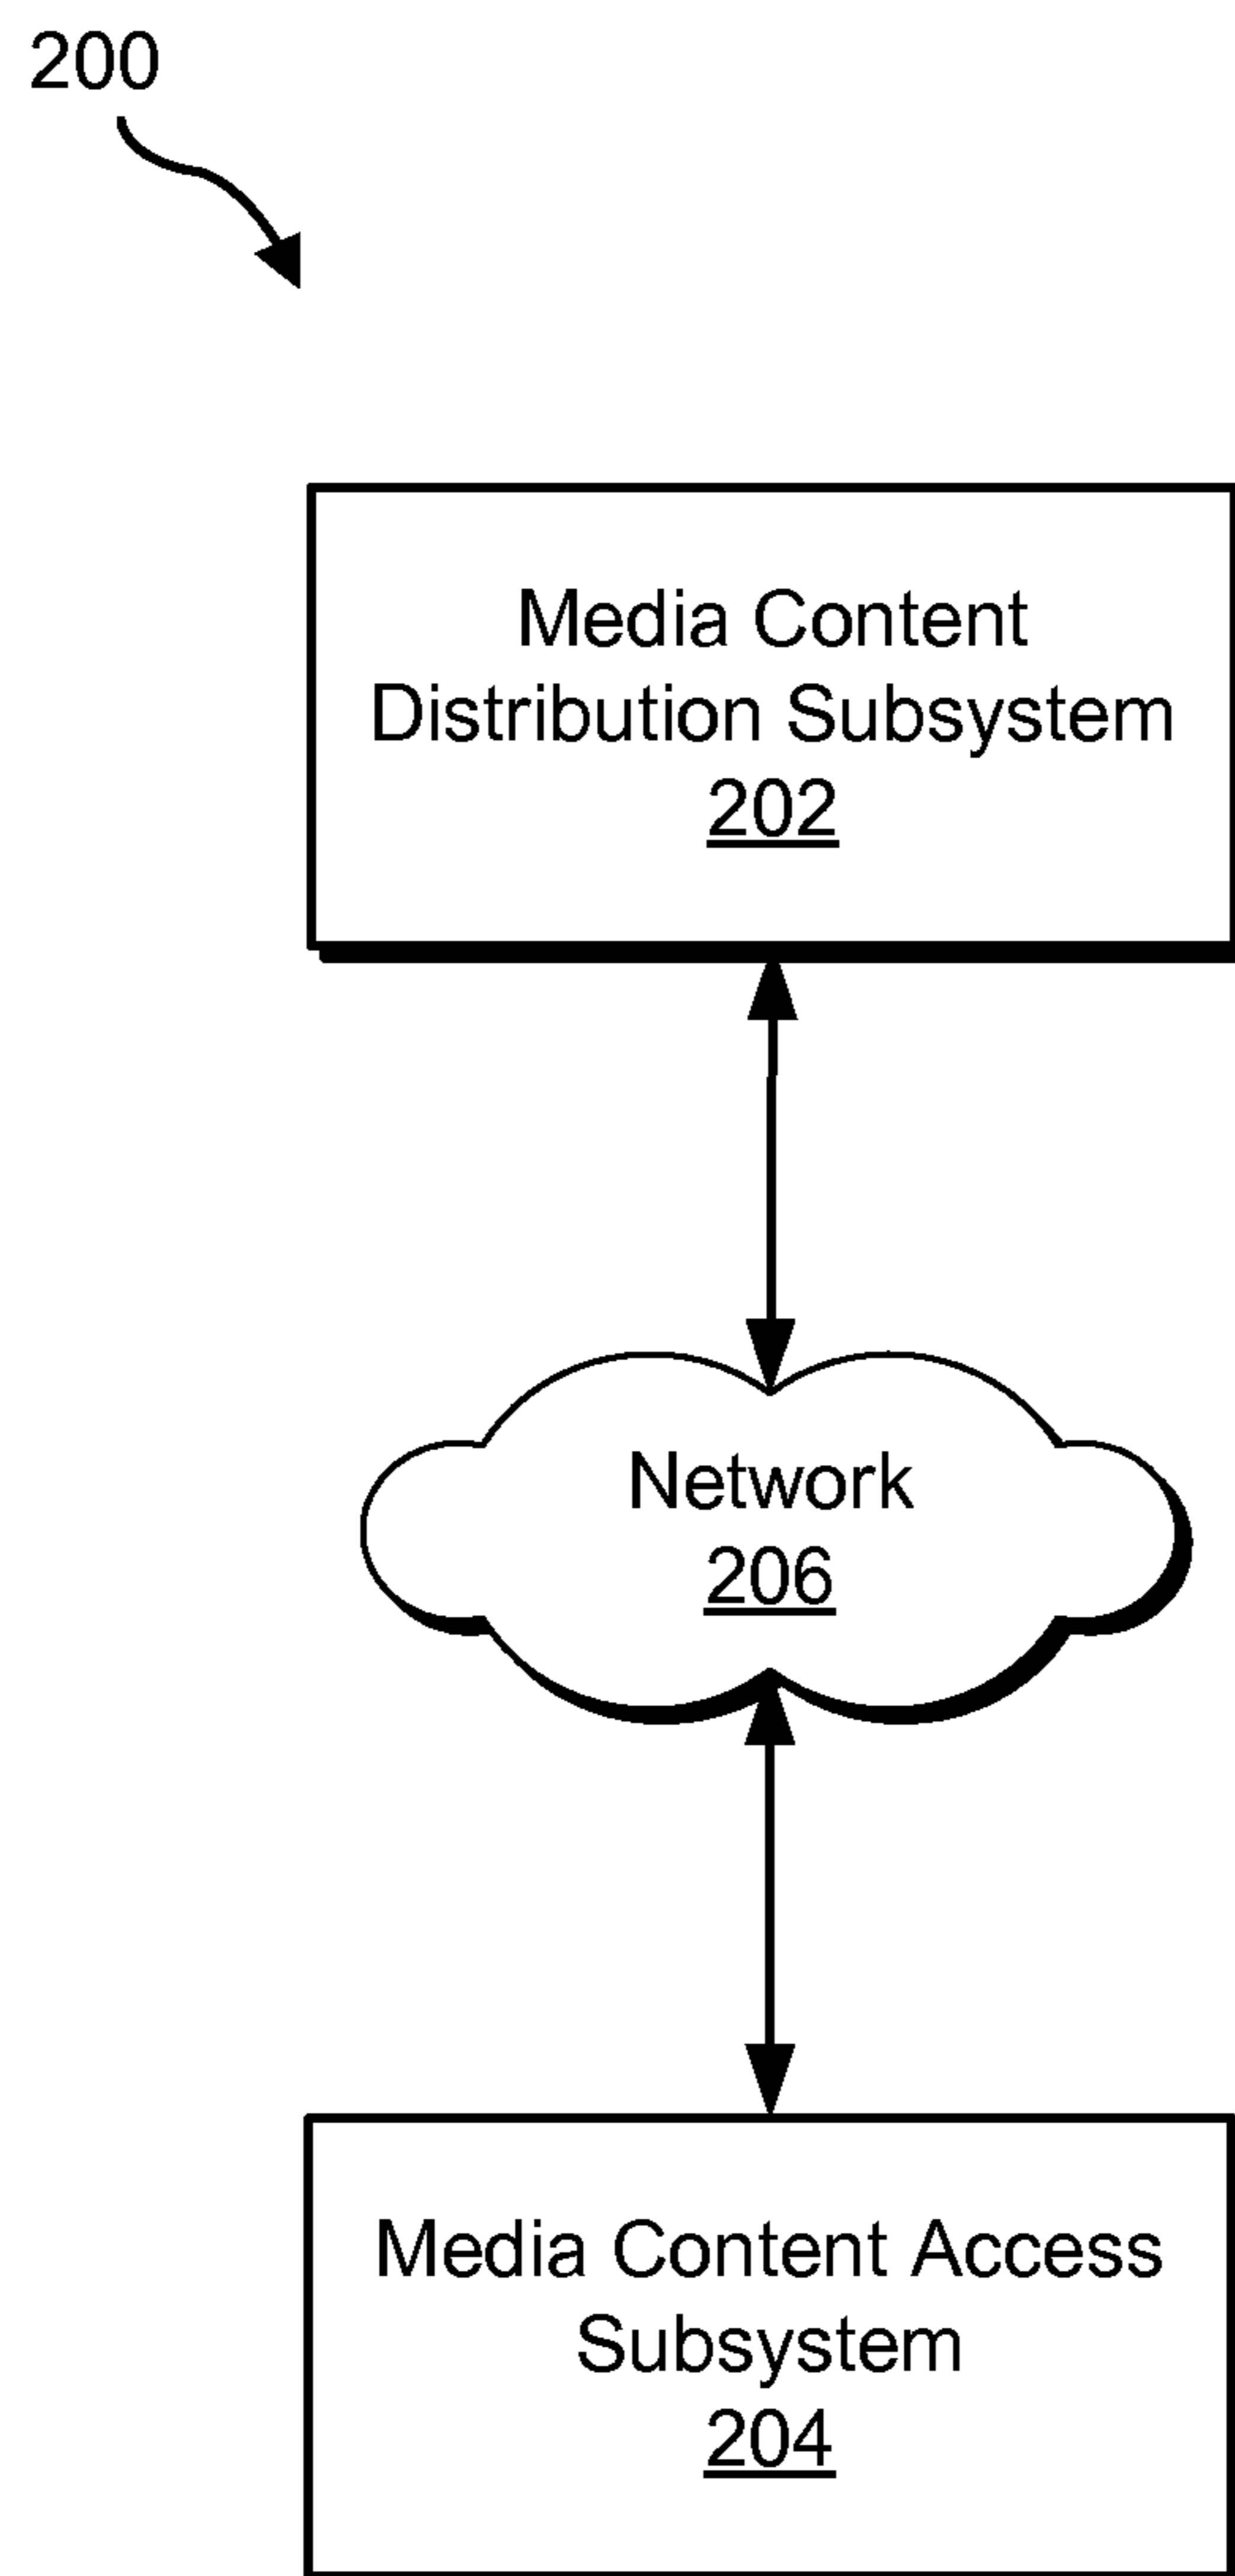 200
Media Content
Distribution Subsystem
202
Network
206
Media Content Access
Subsystem
204